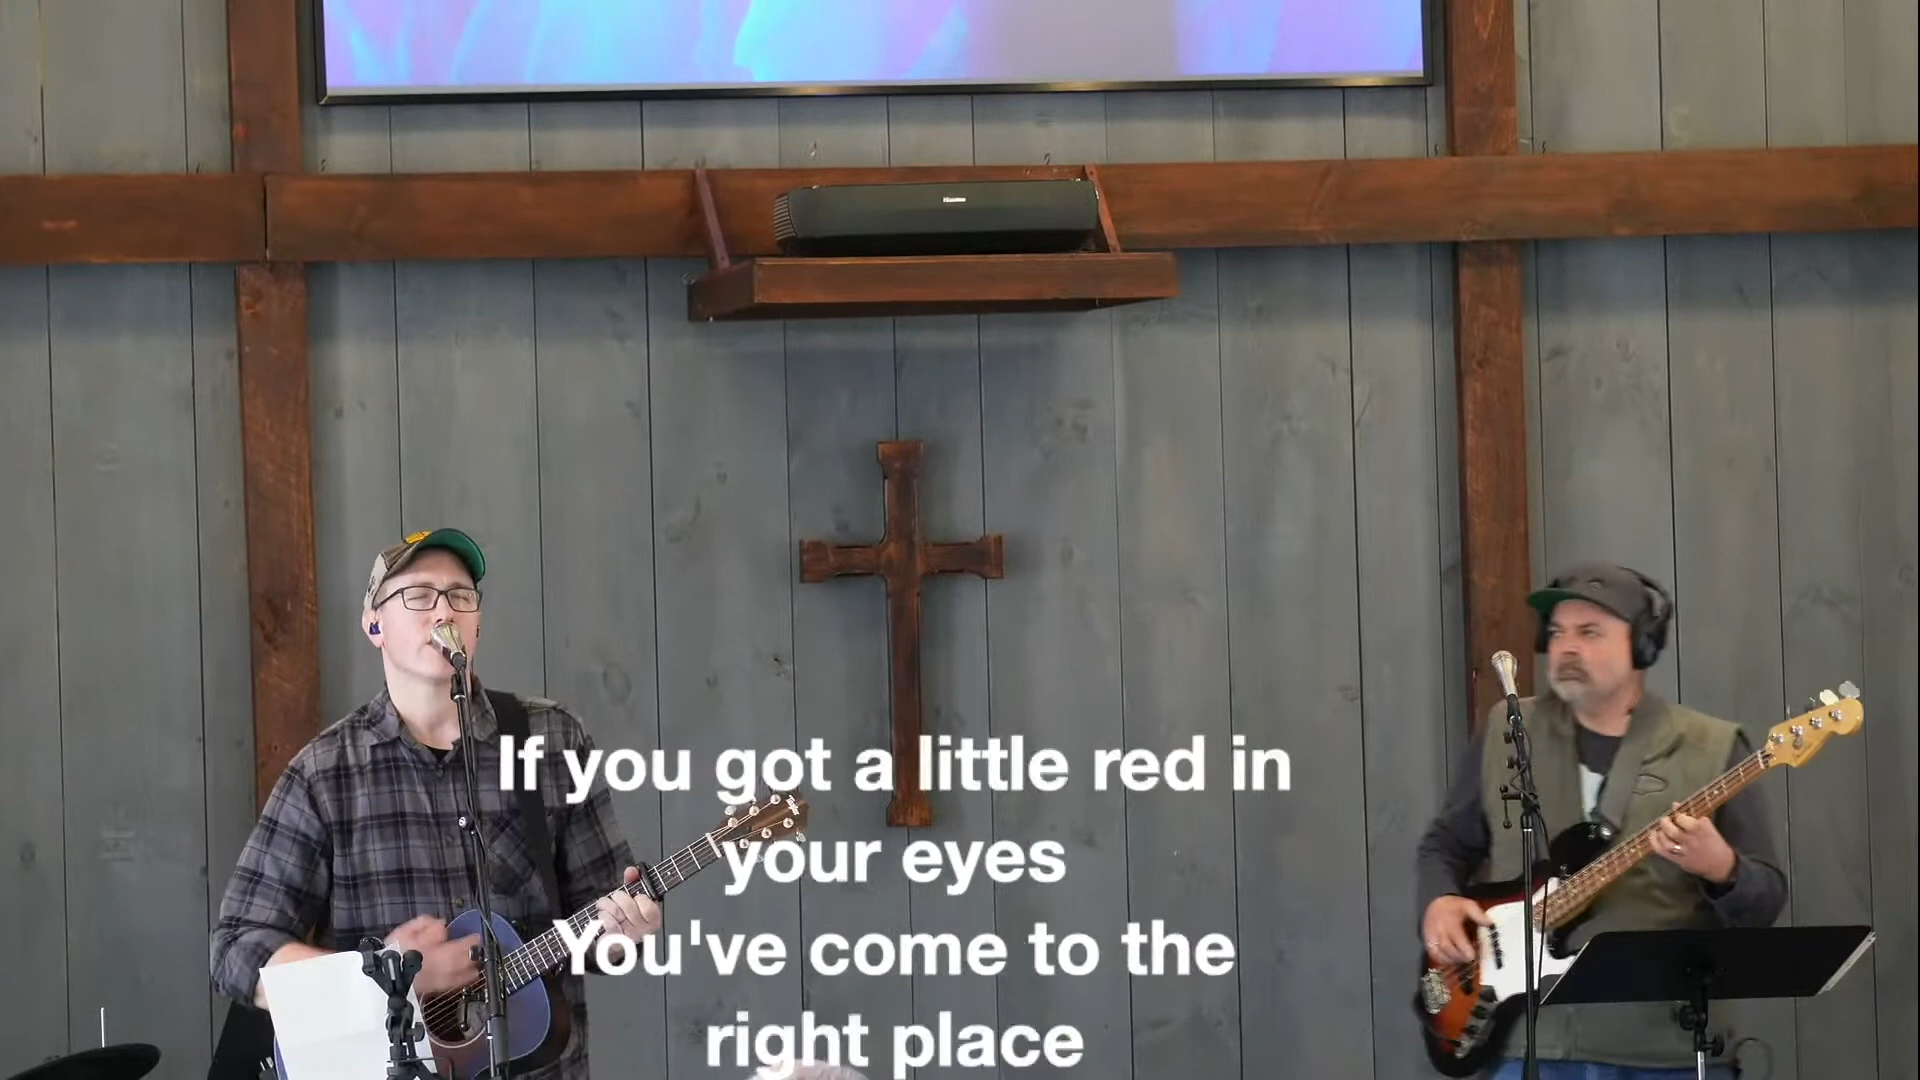 If you got a little red in
your eyes
You've come to the
right place